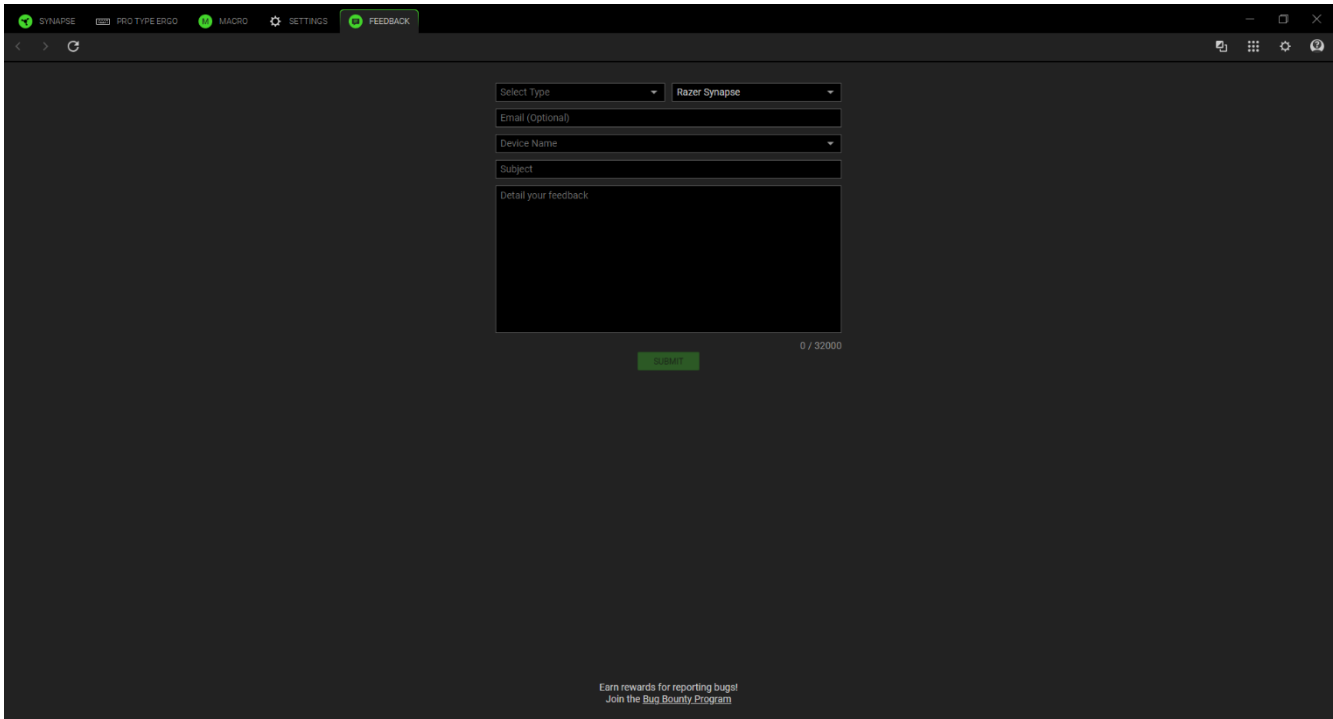 SYNAPSE PRO TYPE ERGO M MACRO SETTINGS FEEDBACK
Select Type Razer Synapse
Email (Optional)
Device Name
Subject
Detail your feedback
0 / 32000
SUBMIT
Earn rewards for reporting bugs!
Join the Bug Bounty Program